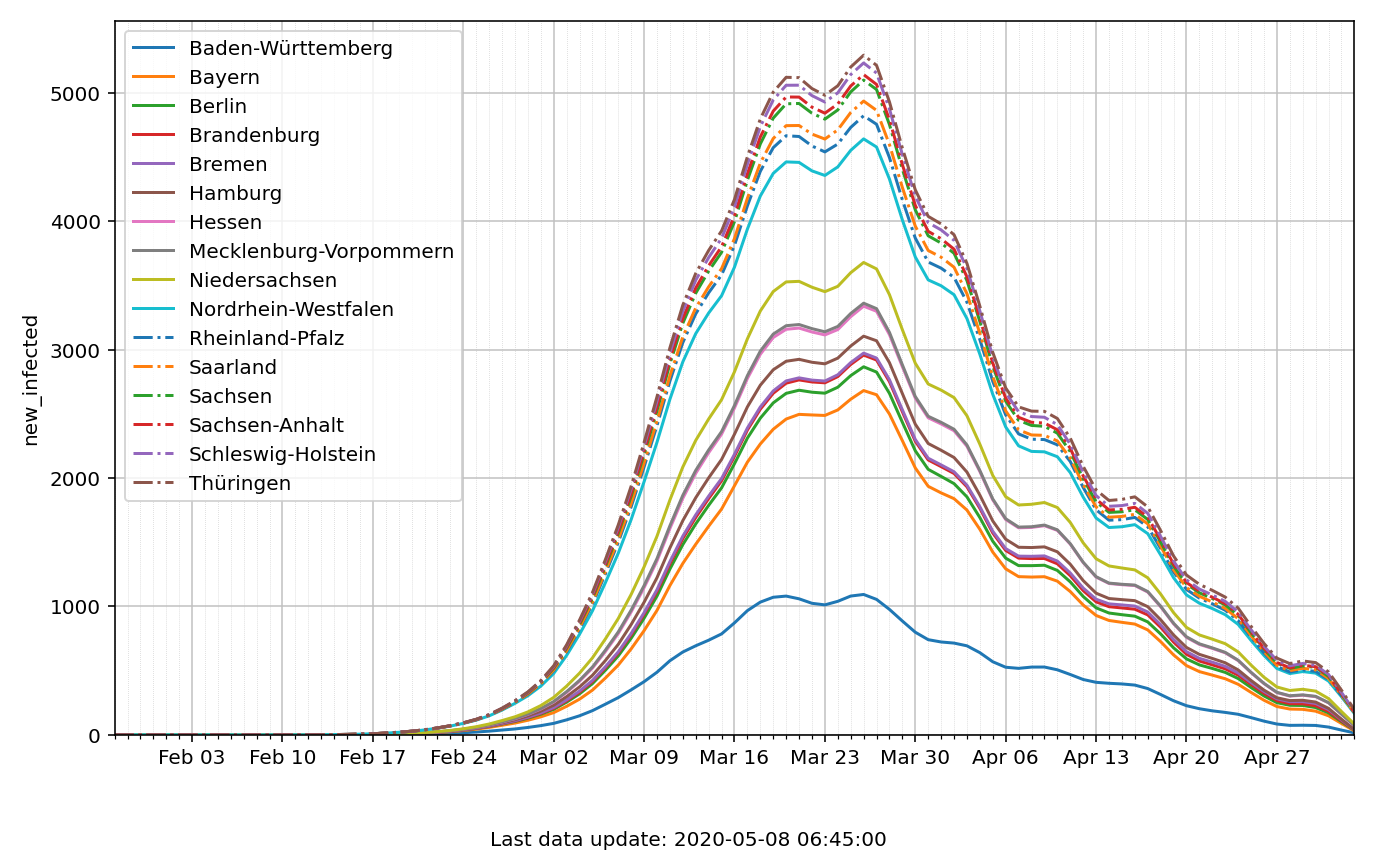 Baden-Württemberg
Bayern
Berlin
Brandenburg
Bremen
Hamburg
Hessen
Mecklenburg-Vorpommern
Niedersachsen
Nordrhein-Westfalen
Rheinland-Pfalz
Saarland
Sachsen
Sachsen-Anhalt
Schleswig-Holstein
Thüringen
new_infected
5000
4000
3000
2000
1000
0
Feb 03 Feb 10 Feb 17 Feb 24 Mar 02 Mar 09 Mar 16 Mar 23 Mar 30 Apr 06 Apr 13 Apr 20 Apr 27
Last data update: 2020-05-08 06:45:00